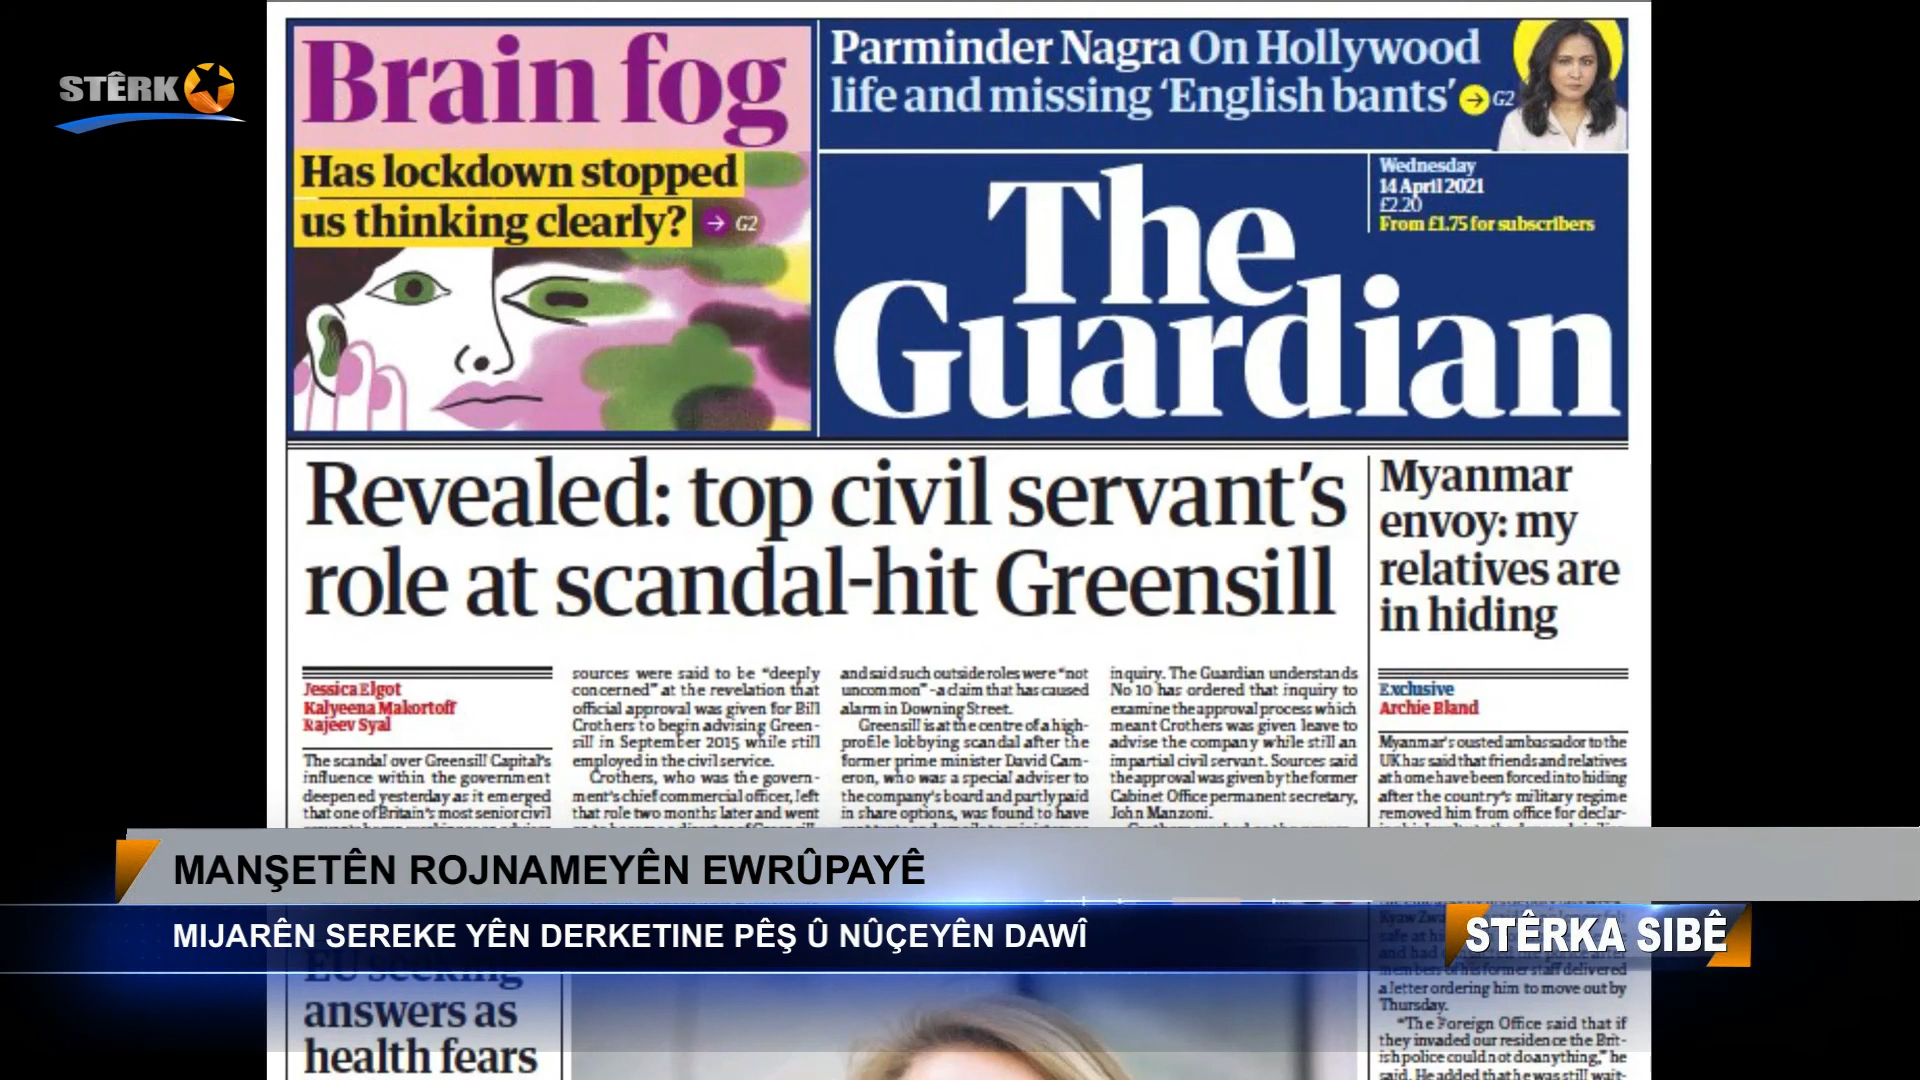 STÊRK
Brain fog
Has lockdown stopped
us thinking clearly? G2
Parminder Nagra On Hollywood
life and missing ‘English bants’ G2
The
Guardian
Wednesday
14 April 2021
£2.20
From £1.75 for subscribers
Revealed: top civil servant’s
role at scandal-hit Greensill
Jessica Elgot
Kalyeena Makortoff
Rajeev Syal
The scandal over Greensill Capital’s
influence within the government
deepened yesterday as it emerged
that one of Britain’s most senior civil
sources were said to be “deeply
concerned” at the revelation that
official approval was given for Bill
Crothers to begin advising Green-
sill in September 2015 while still
employed in the civil service.
Crothers, who was the govern-
ment’s chief commercial officer, left
that role two months later and went
and said such outside roles were “not
uncommon” – a claim that has caused
alarm in Downing Street.
Greensill is at the centre of a high-
profile lobbying scandal after the
former prime minister David Cam-
eron, who was a special adviser to
the company’s board and partly paid
in share options, was found to have
inquiry. The Guardian understands
No 10 has ordered that inquiry to
examine the approval process which
meant Crothers was given leave to
advise the company while still an
impartial civil servant. Sources said
the approval was given by the former
Cabinet Office permanent secretary,
John Manzoni.
Myanmar
envoy: my
relatives are
in hiding
Exclusive
Archie Bland
Myanmar’s ousted ambassador to the
UK has said that friends and relatives
at home have been forced into hiding
after the country’s military regime
removed him from office for declar-
MANŞETÊN ROJNAMEYÊN EWRÛPAYÊ
MIJARÊN SEREKE YÊN DERKETINE PÊŞ Û NÛÇEYÊN DAWÎ
STÊRKA SIBÊ
EU seeking
answers as
health fears
members of his former staff delivered
a letter ordering him to move out by
Thursday.
“The Foreign Office said that if
they invaded our residence the Brit-
ish police could not do anything,” he
said. He added that he was still wait-